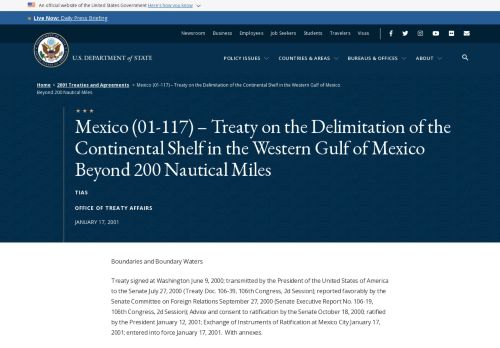 An official website of the United States Government Here's how you know
Live Now: Daily Press Briefing
Newsroom Business Employees Job Seekers Students Travelers Visas
U.S. DEPARTMENT of STATE
POLICY ISSUES COUNTRIES & AREAS BUREAUS & OFFICES ABOUT
Home > 2001 Treaties and Agreements > Mexico (01-117) – Treaty on the Delimitation of the Continental Shelf in the Western Gulf of Mexico
Beyond 200 Nautical Miles
Mexico (01-117) – Treaty on the Delimitation of the
Continental Shelf in the Western Gulf of Mexico
Beyond 200 Nautical Miles
TIAS
OFFICE OF TREATY AFFAIRS
JANUARY 17, 2001
Boundaries and Boundary Waters
Treaty signed at Washington June 9, 2000; transmitted by the President of the United States of America
to the Senate July 27, 2000 (Treaty Doc. 106-39, 106th Congress, 2d Session); reported favorably by the
Senate Committee on Foreign Relations September 27, 2000 (Senate Executive Report No. 106-19,
106th Congress, 2d Session); Advice and consent to ratification by the Senate October 18, 2000; ratified
by the President January 12, 2001; Exchange of Instruments of Ratification at Mexico City January 17,
2001; entered into force January 17, 2001. With annexes.